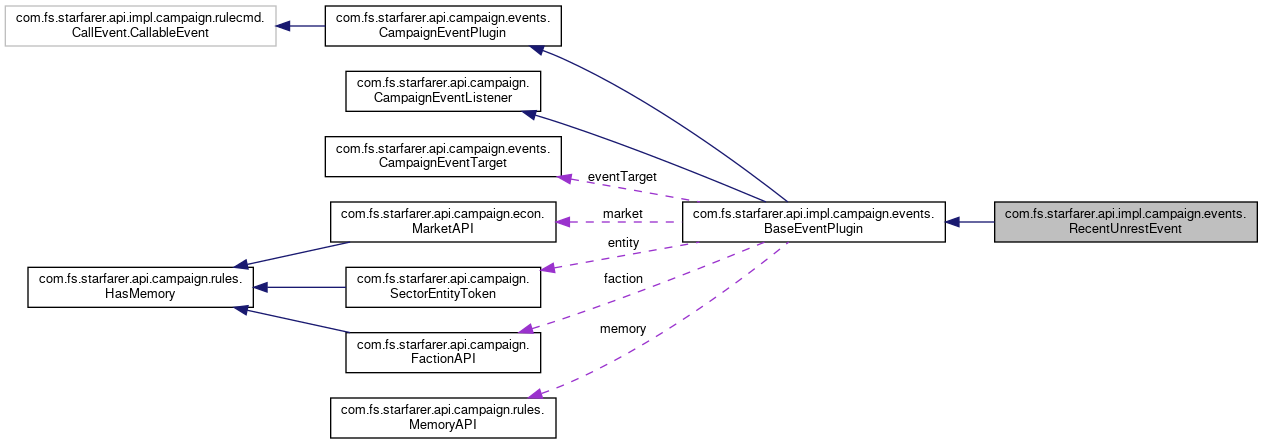 com.fs.starfarer.api.impl.campaign.rulecmd.
CallEvent.CallableEvent
com.fs.starfarer.api.campaign.events.
CampaignEventPlugin
com.fs.starfarer.api.campaign.
CampaignEventListener
com.fs.starfarer.api.campaign.events.
CampaignEventTarget
eventTarget
com.fs.starfarer.api.campaign.econ.
MarketAPI
market
com.fs.starfarer.api.impl.campaign.events.
BaseEventPlugin
com.fs.starfarer.api.impl.campaign.events.
RecentUnrestEvent
com.fs.starfarer.api.campaign.rules.
HasMemory
com.fs.starfarer.api.campaign.
SectorEntityToken
entity
faction
com.fs.starfarer.api.campaign.
FactionAPI
memory
com.fs.starfarer.api.campaign.rules.
MemoryAPI